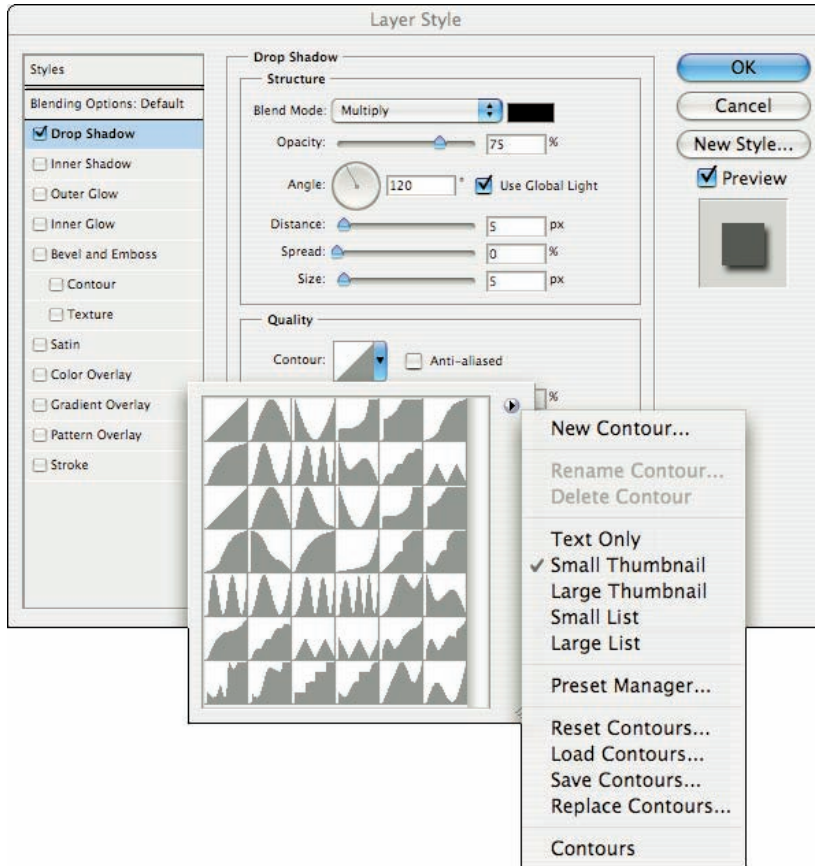 Layer Style
Styles
Blending Options: Default
Drop Shadow
Inner Shadow
Outer Glow
Inner Glow
Bevel and Emboss
Contour
Texture
Satin
Color Overlay
Gradient Overlay
Pattern Overlay
Stroke
Drop Shadow
Structure
Blend Mode: Multiply
Opacity: 75 %
Angle: 120 ° Use Global Light
Distance: 5 px
Spread: 0 %
Size: 5 px
Quality
Contour: Anti-aliased
%
OK
Cancel
New Style...
Preview
New Contour...
Rename Contour...
Delete Contour
Text Only
Small Thumbnail
Large Thumbnail
Small List
Large List
Preset Manager...
Reset Contours...
Load Contours...
Save Contours...
Replace Contours...
Contours